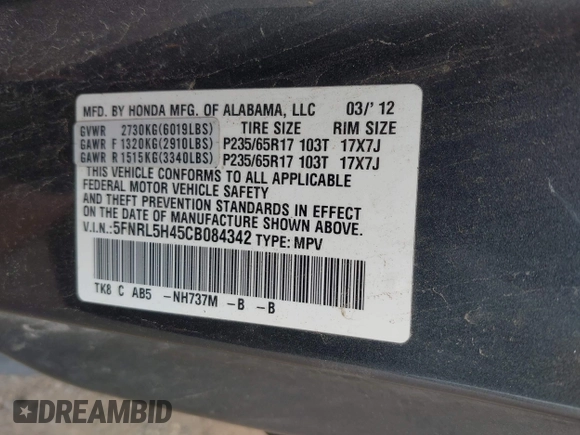 MFD. BY HONDA MFG. OF ALABAMA, LLC 03/' 12
GVWR 2730KG(6019LBS) TIRE SIZE RIM SIZE
GAWR F 1320KG(2910LBS) P235/65R17 103T 17X7J
GAWR R 1515KG(3340LBS) P235/65R17 103T 17X7J
THIS VEHICLE CONFORMS TO ALL APPLICABLE
FEDERAL MOTOR VEHICLE SAFETY
AND THEFT PREVENTION STANDARDS IN EFFECT
ON THE DATE OF MANUFACTURE SHOWN ABOVE.
V.I.N.:5FNRL5H45CB084342 TYPE: MPV
TK8 C AB5 -NH737M -B -B
DREAMBID